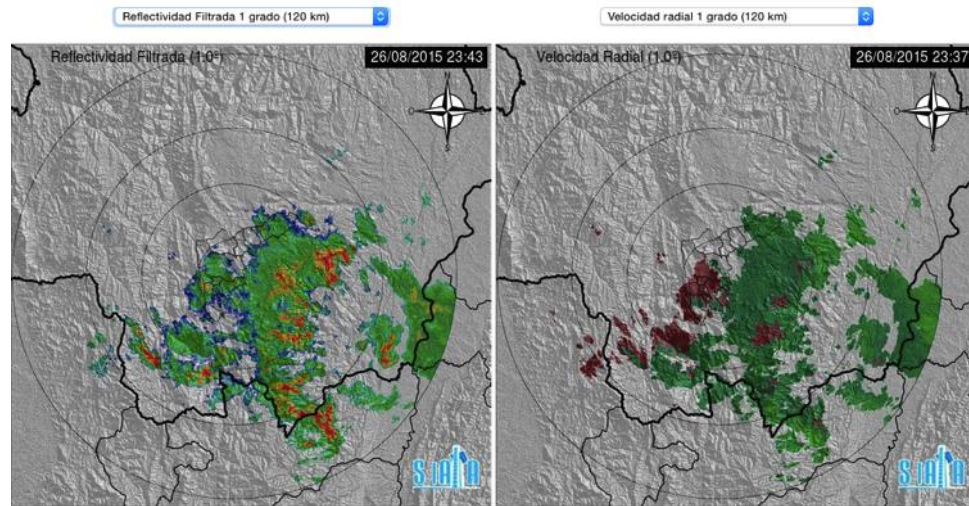 Reflectividad Filtrada 1 grado (120 km)
Velocidad radial 1 grado (120 km)
Reflectividad Filtrada (1.0º)
26/08/2015 23:43
Velocidad Radial (1.0º)
26/08/2015 23:37
SIATA
SIATA